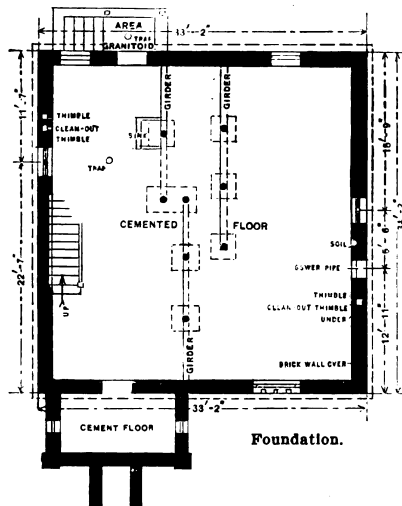 AREA
33'-2"
TRAP
GRANITOID
GIRDER
GIRDER
11'-7"
THIMBLE
CLEAN-OUT
THIMBLE
SINK
TRAP
18'-9"
CEMENTED FLOOR
SOIL
5'-6"
SOWER PIPE
22'-7"
UP
THIMBLE
CLEAN-OUT THIMBLE
UNDER
12'-11"
GIRDER
BRICK WALL OVER
33'-2"
CEMENT FLOOR
Foundation.